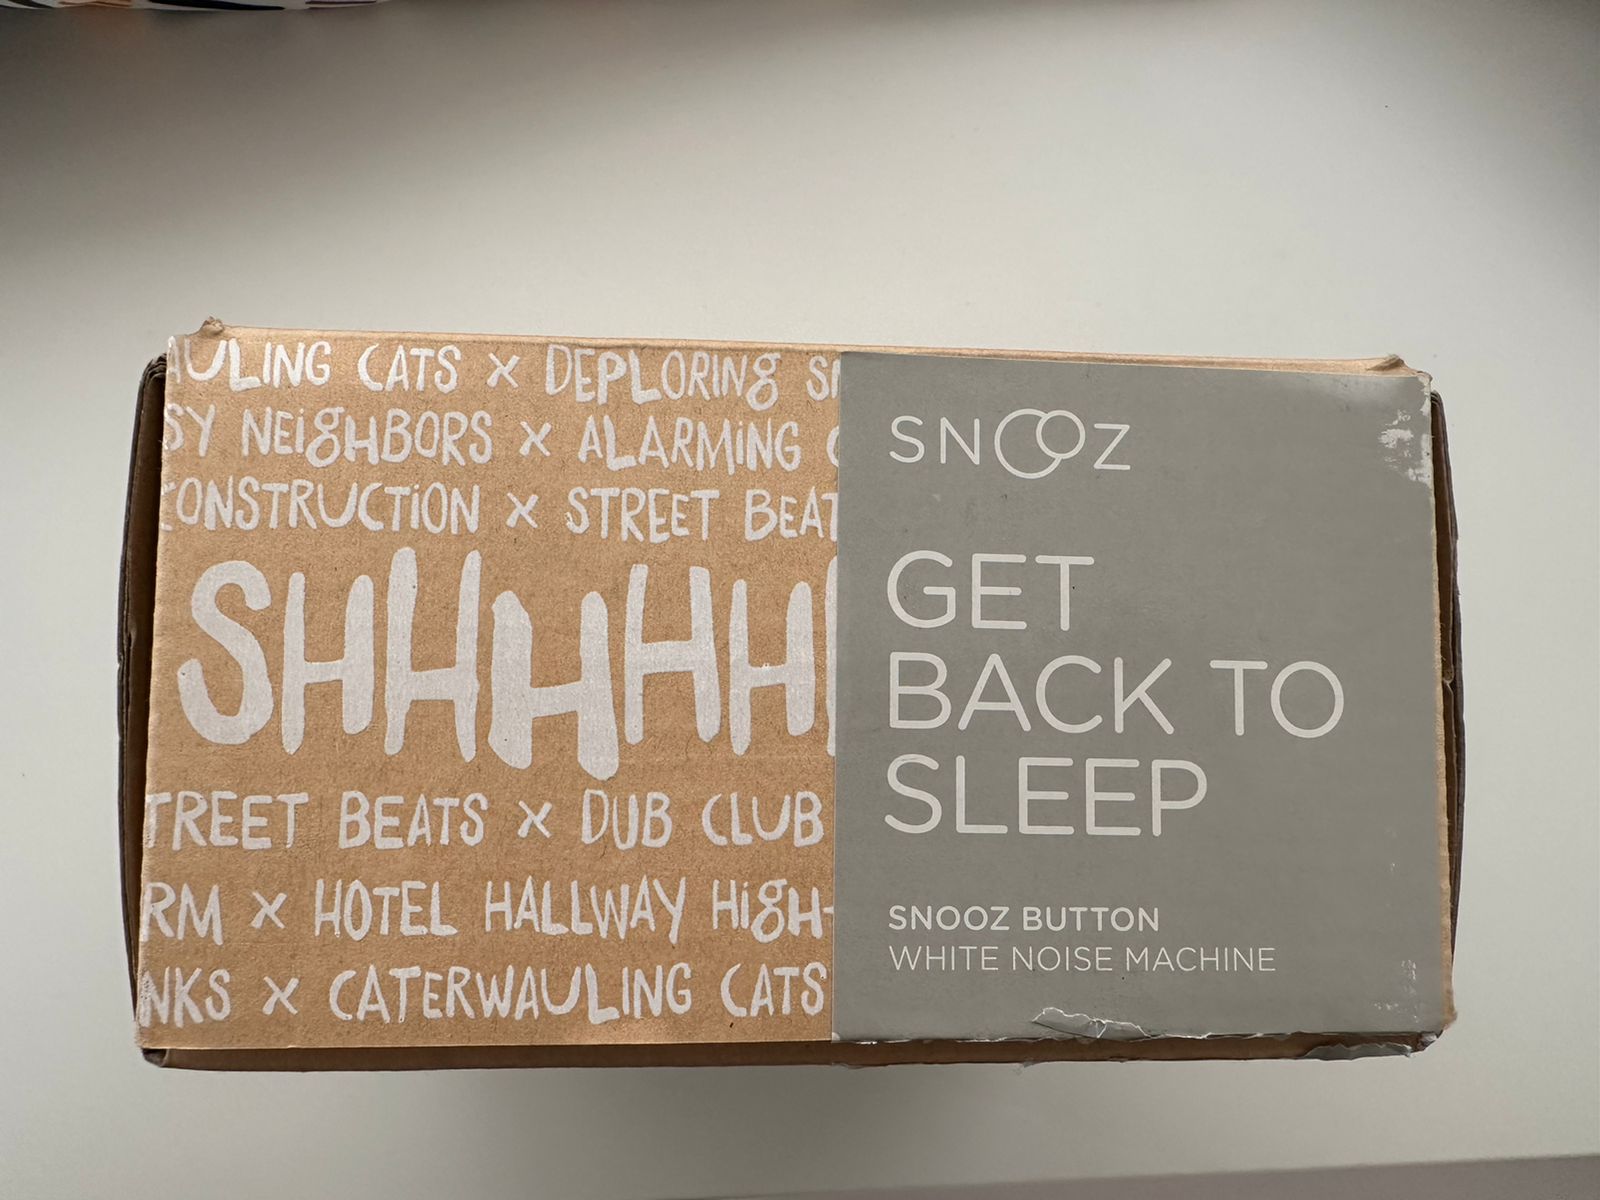 ULING CATS × DEPLORING
SY NEIGHBORS × ALARMING
CONSTRUCTION × STREET BEAT
SHHHHHH
TREET BEATS × DUB CLUB
RM × HOTEL HALLWAY HIGH-
NKS × CATERWAULING CATS
SNOOZ
GET
BACK TO
SLEEP
SNOOZ BUTTON
WHITE NOISE MACHINE